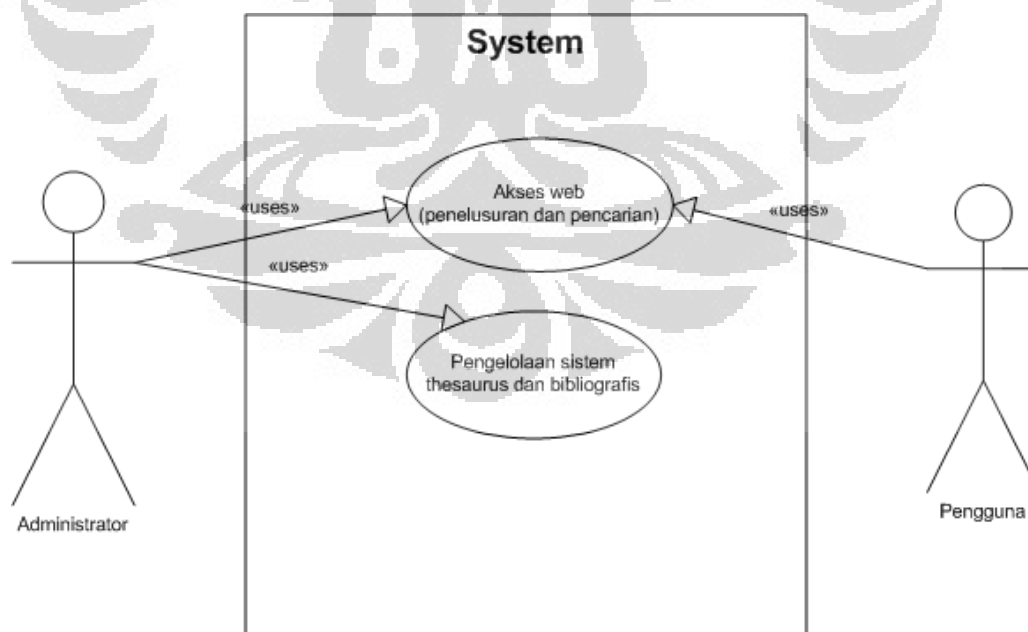 System
Akses web
(penelusuran dan pencarian)
«uses»
«uses»
«uses»
Pengelolaan sistem
thesaurus dan bibliografis
Administrator
Pengguna